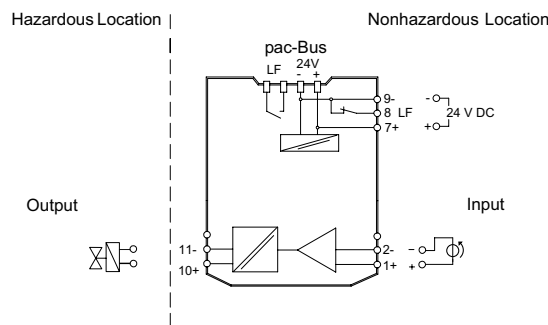 Hazardous Location
Nonhazardous Location
pac-Bus
LF
24V
- +
9-
8 LF
7+
-
24 V DC
+
Output
Input
11-
10+
2-
1+
−
+